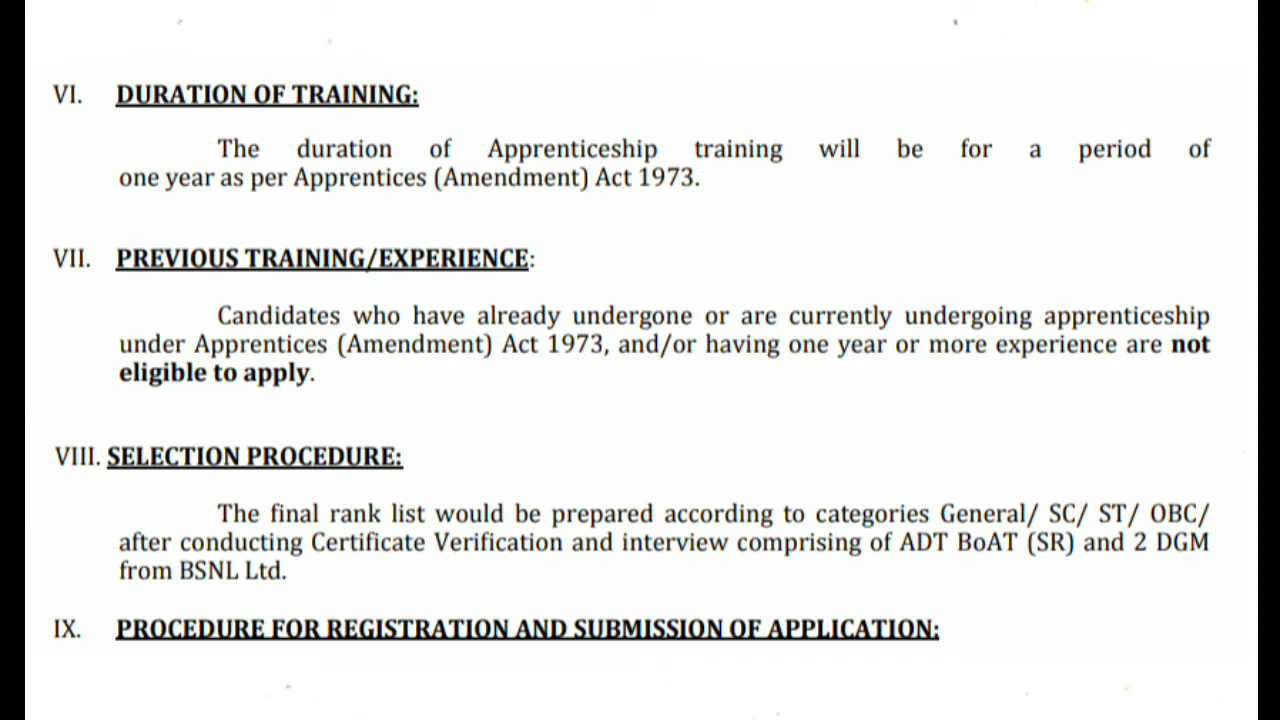 VI. DURATION OF TRAINING:
The duration of Apprenticeship training will be for a period of
one year as per Apprentices (Amendment) Act 1973.
VII. PREVIOUS TRAINING/EXPERIENCE:
Candidates who have already undergone or are currently undergoing apprenticeship
under Apprentices (Amendment) Act 1973, and/or having one year or more experience are not
eligible to apply.
VIII. SELECTION PROCEDURE:
The final rank list would be prepared according to categories General/ SC/ ST/ OBC/
after conducting Certificate Verification and interview comprising of ADT BoAT (SR) and 2 DGM
from BSNL Ltd.
IX. PROCEDURE FOR REGISTRATION AND SUBMISSION OF APPLICATION: